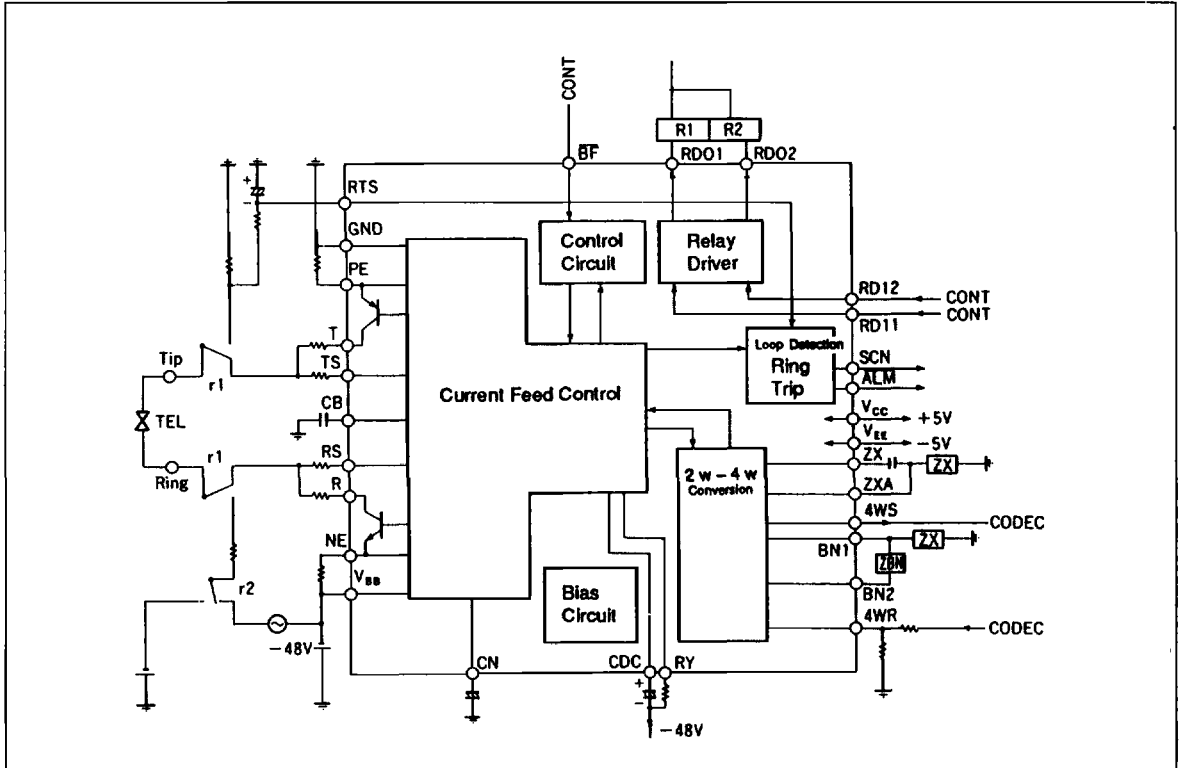 CONT
R1 R2
BF RDO1 RDO2
RTS
GND
PE
Control
Circuit
Relay
Driver
RD12 CONT
RD11 CONT
T
TS
Tip
r1
Loop Detection
Ring
Trip
SCN
ALM
Current Feed Control
CB
TEL
VCC +5V
VEE −5V
r1
Ring
RS
R
2w−4w
Conversion
ZX ZX
ZXA
4WS CODEC
BN1 ZX
ZBN
NE
VBB
r2
Bias
Circuit
BN2
4WR CODEC
−48V
CN CDC RY
+
−
−48V
+
−